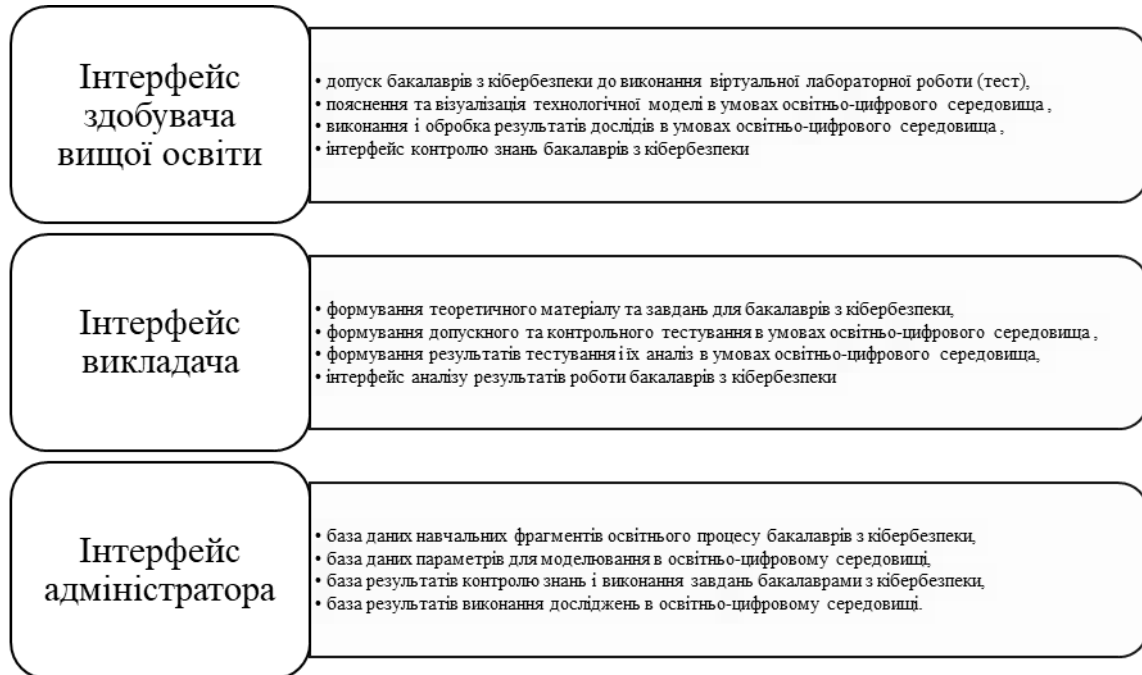 Інтерфейс
здобувача
вищої освіти
• допуск бакалаврів з кібербезпеки до виконання віртуальної лабораторної роботи (тест),
• пояснення та візуалізація технологічної моделі в умовах освітньо-цифрового середовища ,
• виконання і обробка результатів дослідів в умовах освітньо-цифрового середовища ,
• інтерфейс контролю знань бакалаврів з кібербезпеки
Інтерфейс
викладача
• формування теоретичного матеріалу та завдань для бакалаврів з кібербезпеки,
• формування допускного та контрольного тестування в умовах освітньо-цифрового середовища ,
• формування результатів тестування і їх аналіз в умовах освітньо-цифрового середовища,
• інтерфейс аналізу результатів роботи бакалаврів з кібербезпеки
Інтерфейс
адміністратора
• база даних навчальних фрагментів освітнього процесу бакалаврів з кібербезпеки,
• база даних параметрів для моделювання в освітньо-цифровому середовищі,
• база результатів контролю знань і виконання завдань бакалаврами з кібербезпеки,
• база результатів виконання досліджень в освітньо-цифровому середовищі.